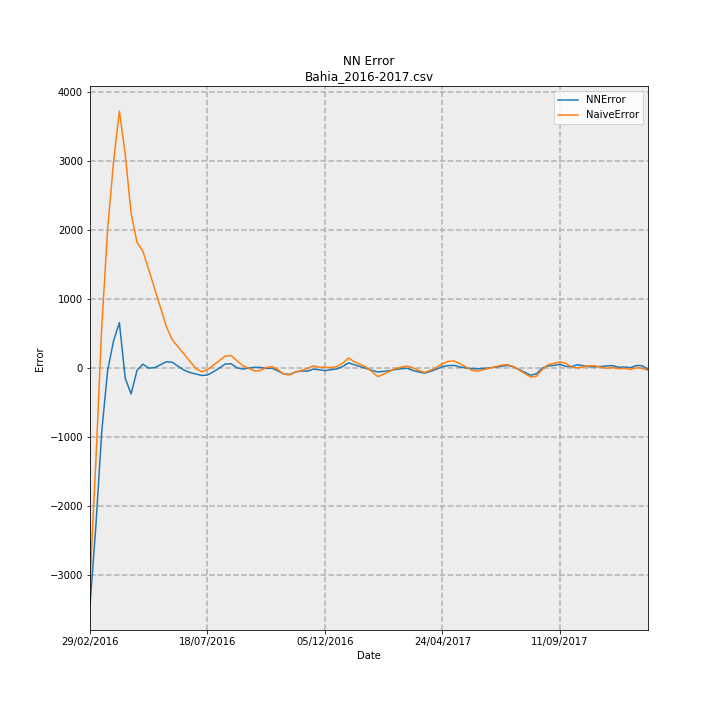 NN Error
Bahia_2016-2017.csv
NNError
NaiveError
4000
3000
2000
1000
0
−1000
−2000
−3000
Error
29/02/2016
18/07/2016
05/12/2016
24/04/2017
11/09/2017
Date